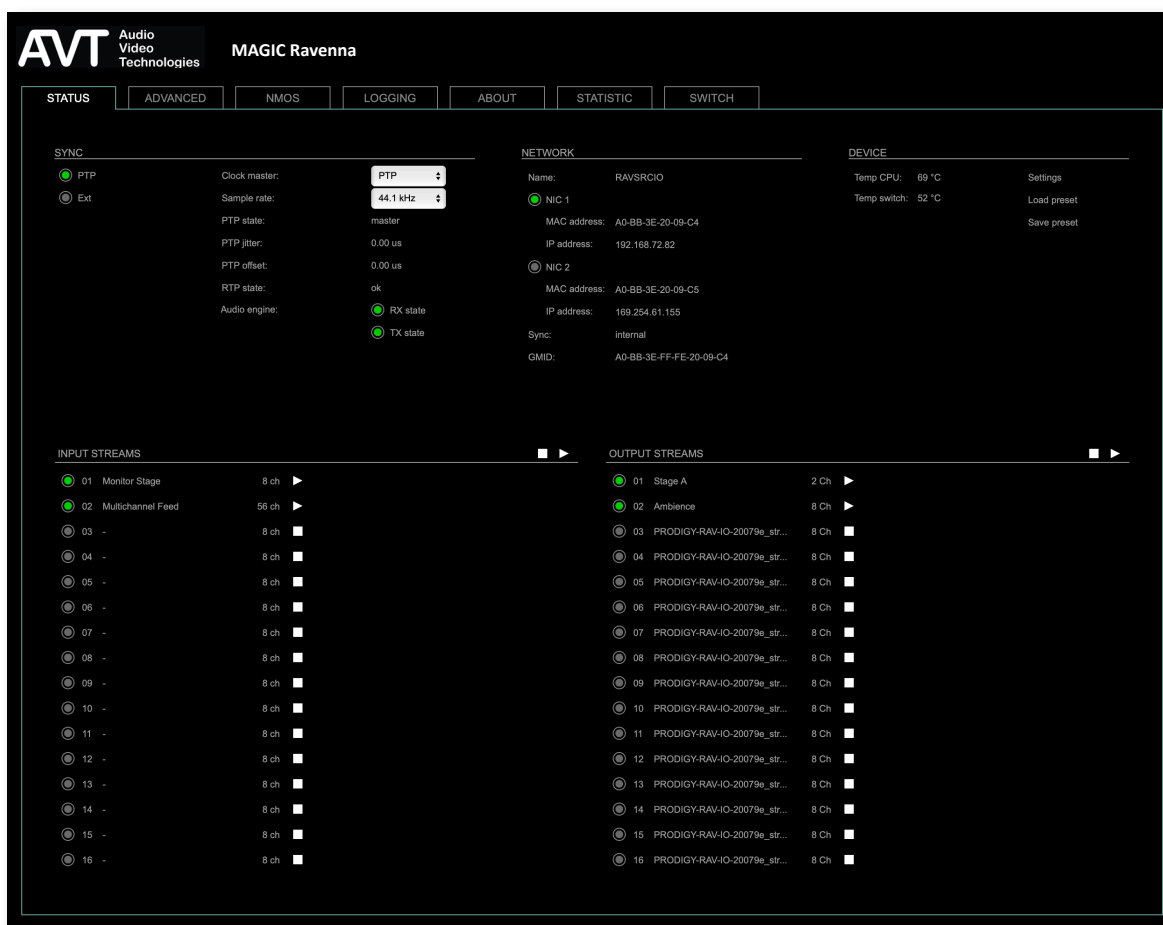 AVT Audio Video Technologies
MAGIC Ravenna
STATUS ADVANCED NMOS LOGGING ABOUT STATISTIC SWITCH
SYNC
PTP Clock master: PTP
Ext Sample rate: 44.1 kHz
PTP state: master
PTP jitter: 0.00 us
PTP offset: 0.00 us
RTP state: ok
Audio engine: RX state
TX state
NETWORK
Name: RAVSRCIO
NIC 1
MAC address: A0-BB-3E-20-09-C4
IP address: 192.168.72.82
NIC 2
MAC address: A0-BB-3E-20-09-C5
IP address: 169.254.61.155
Sync: internal
GMID: A0-BB-3E-FF-FE-20-09-C4
DEVICE
Temp CPU: 69 °C Settings
Temp switch: 52 °C Load preset
Save preset
INPUT STREAMS
01 Monitor Stage 8 ch
02 Multichannel Feed 56 ch
03 - 8 ch
04 - 8 ch
05 - 8 ch
06 - 8 ch
07 - 8 ch
08 - 8 ch
09 - 8 ch
10 - 8 ch
11 - 8 ch
12 - 8 ch
13 - 8 ch
14 - 8 ch
15 - 8 ch
16 - 8 ch
OUTPUT STREAMS
01 Stage A 2 Ch
02 Ambience 8 Ch
03 PRODIGY-RAV-IO-20079e_str... 8 Ch
04 PRODIGY-RAV-IO-20079e_str... 8 Ch
05 PRODIGY-RAV-IO-20079e_str... 8 Ch
06 PRODIGY-RAV-IO-20079e_str... 8 Ch
07 PRODIGY-RAV-IO-20079e_str... 8 Ch
08 PRODIGY-RAV-IO-20079e_str... 8 Ch
09 PRODIGY-RAV-IO-20079e_str... 8 Ch
10 PRODIGY-RAV-IO-20079e_str... 8 Ch
11 PRODIGY-RAV-IO-20079e_str... 8 Ch
12 PRODIGY-RAV-IO-20079e_str... 8 Ch
13 PRODIGY-RAV-IO-20079e_str... 8 Ch
14 PRODIGY-RAV-IO-20079e_str... 8 Ch
15 PRODIGY-RAV-IO-20079e_str... 8 Ch
16 PRODIGY-RAV-IO-20079e_str... 8 Ch